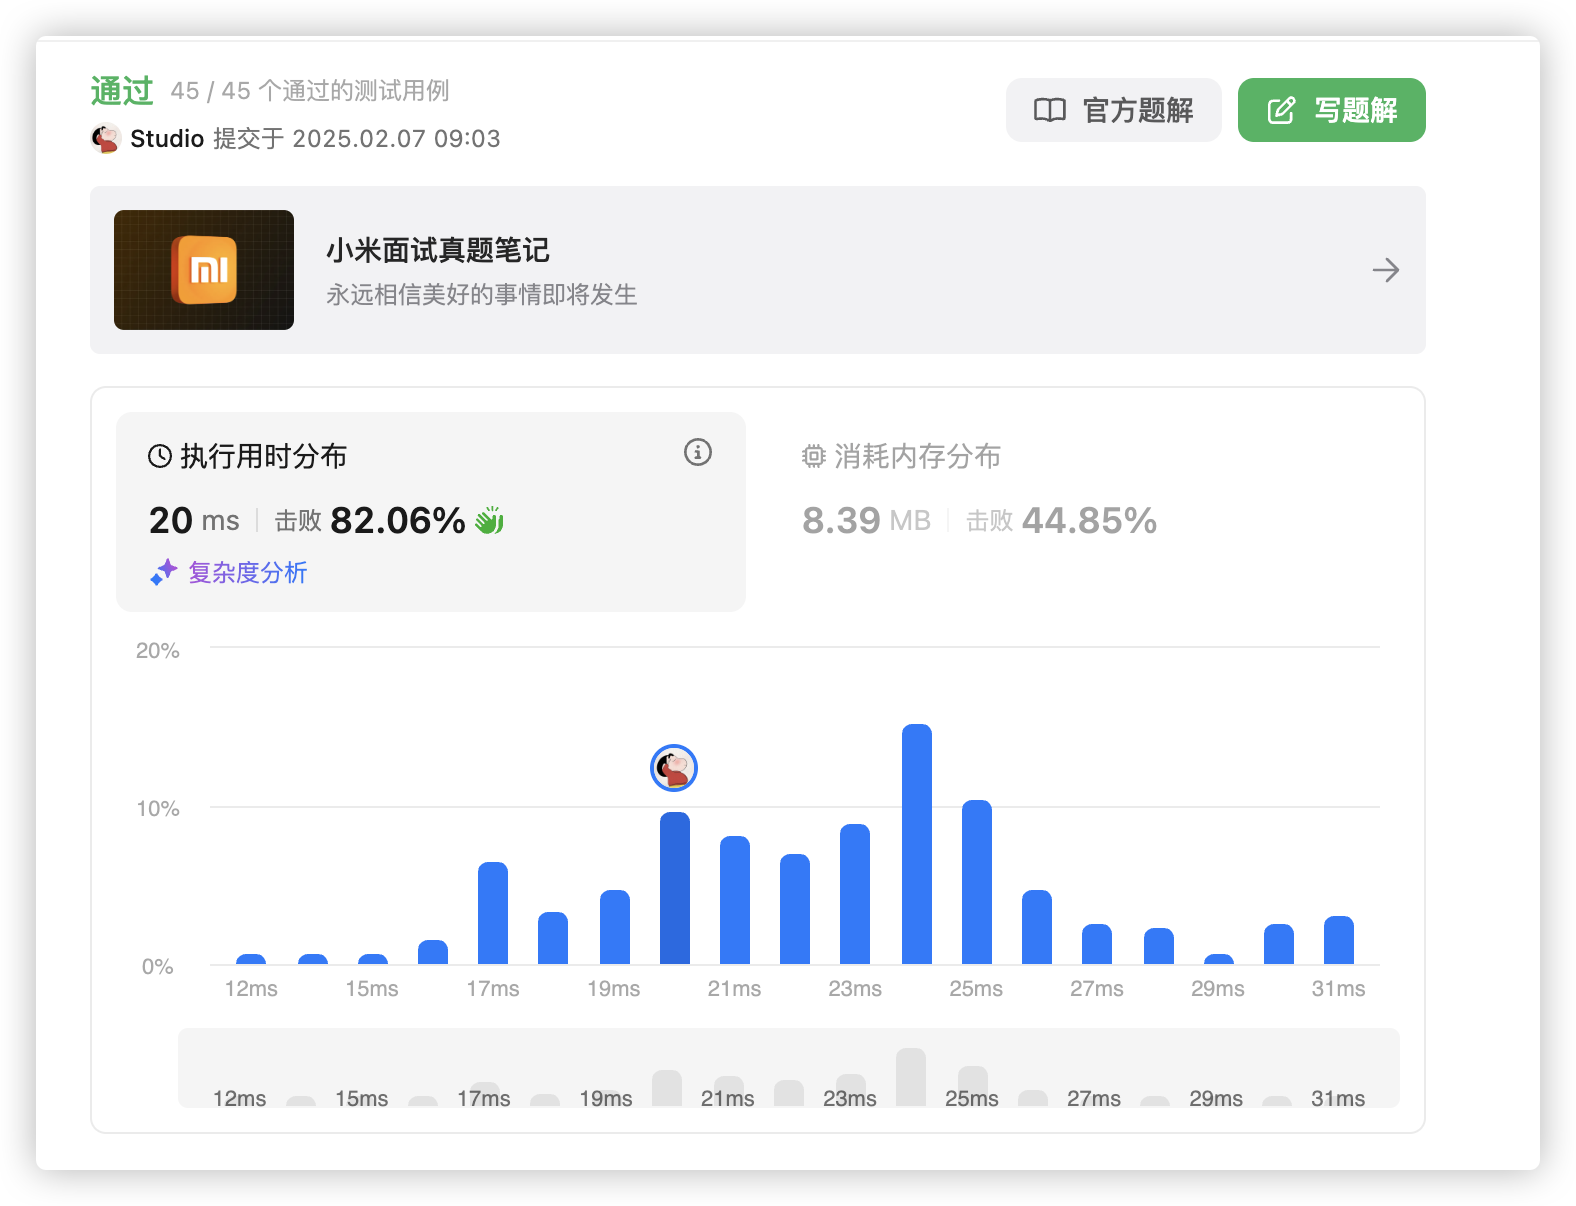 通过 45 / 45 个通过的测试用例
Studio 提交于 2025.02.07 09:03
官方题解
写题解
小米面试真题笔记
永远相信美好的事情即将发生
执行用时分布
20 ms 击败 82.06%
复杂度分析
消耗内存分布
8.39 MB 击败 44.85%
20%
10%
0%
12ms 15ms 17ms 19ms 21ms 23ms 25ms 27ms 29ms 31ms
12ms 15ms 17ms 19ms 21ms 23ms 25ms 27ms 29ms 31ms